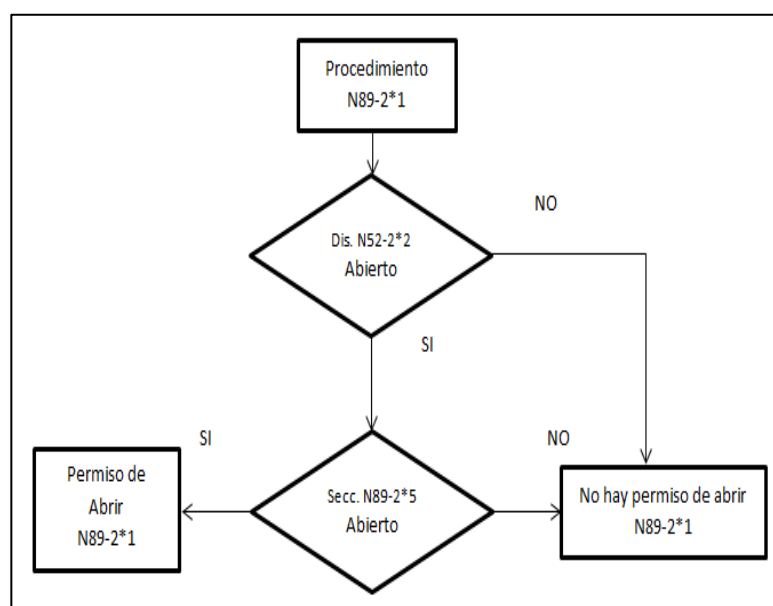 Procedimiento
N89-2*1
NO
Dis. N52-2*2
Abierto
SI
SI
NO
Permiso de
Abrir
N89-2*1
Secc. N89-2*5
Abierto
No hay permiso de abrir
N89-2*1